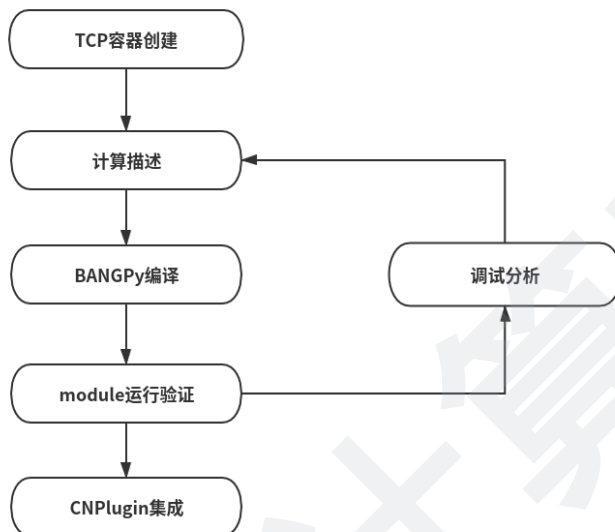 TCP容器创建
计算描述
BANGPy编译
调试分析
module运行验证
CNPlugin集成
计算